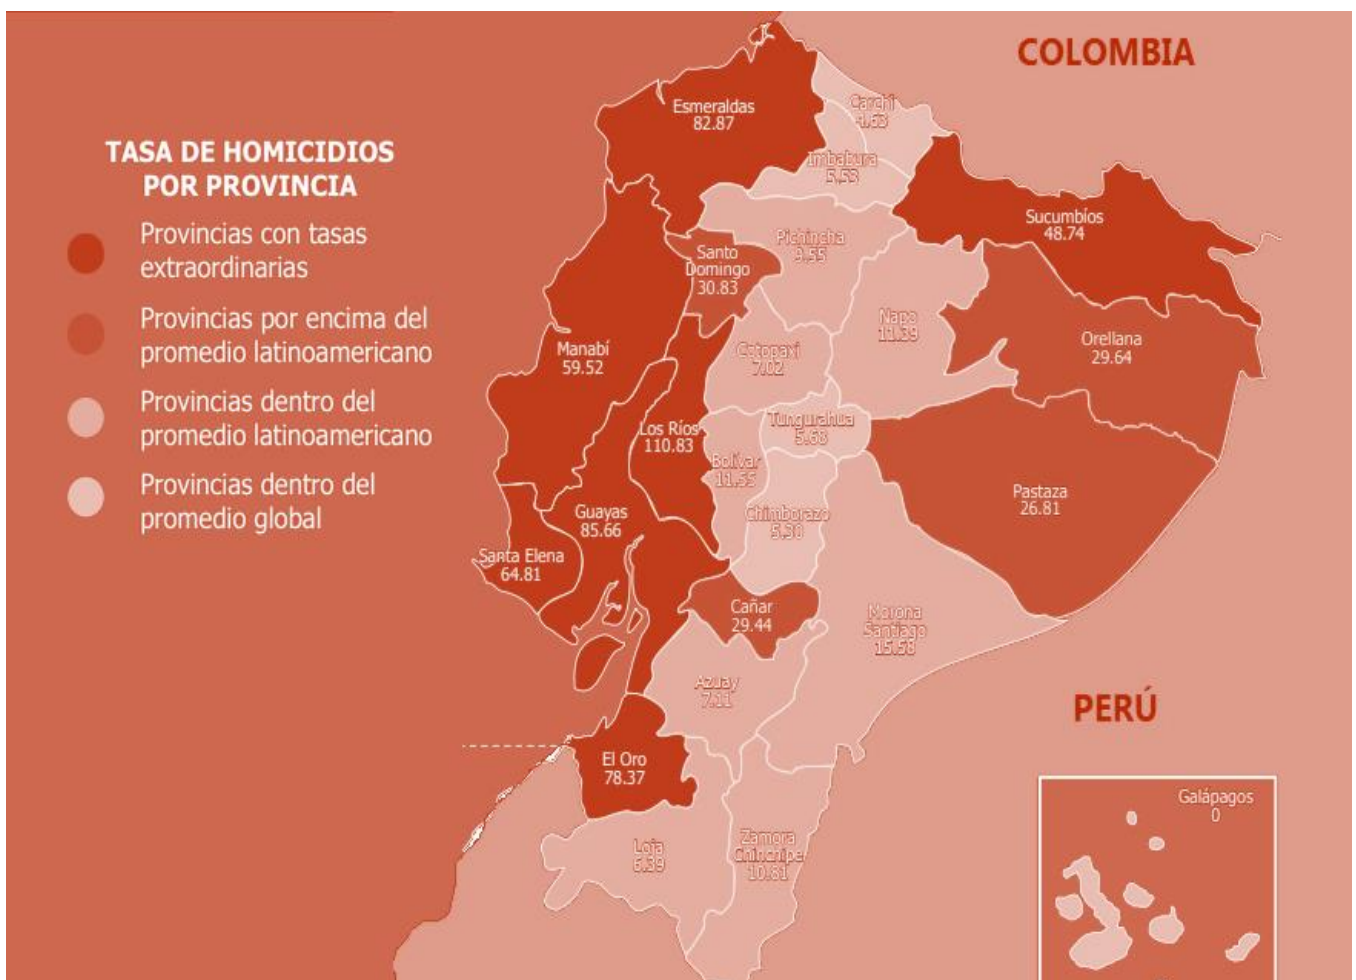 COLOMBIA
TASA DE HOMICIDIOS
POR PROVINCIA
Provincias con tasas
extraordinarias
Provincias por encima del
promedio latinoamericano
Provincias dentro del
promedio latinoamericano
Provincias dentro del
promedio global
Esmeraldas
82.87
Carchi
4.63
Imbabura
5.53
Sucumbíos
48.74
Pichincha
9.55
Santo
Domingo
30.83
Napo
11.39
Orellana
29.64
Manabí
59.52
Cotopaxi
7.02
Los Ríos
110.83
Tungurahua
5.68
Bolívar
11.55
Pastaza
26.81
Guayas
85.66
Chimborazo
5.30
Santa Elena
64.81
Cañar
29.44
Morona
Santiago
15.58
Azuay
7.11
PERÚ
El Oro
78.37
Galápagos
0
Loja
6.39
Zamora
Chinchipe
10.81